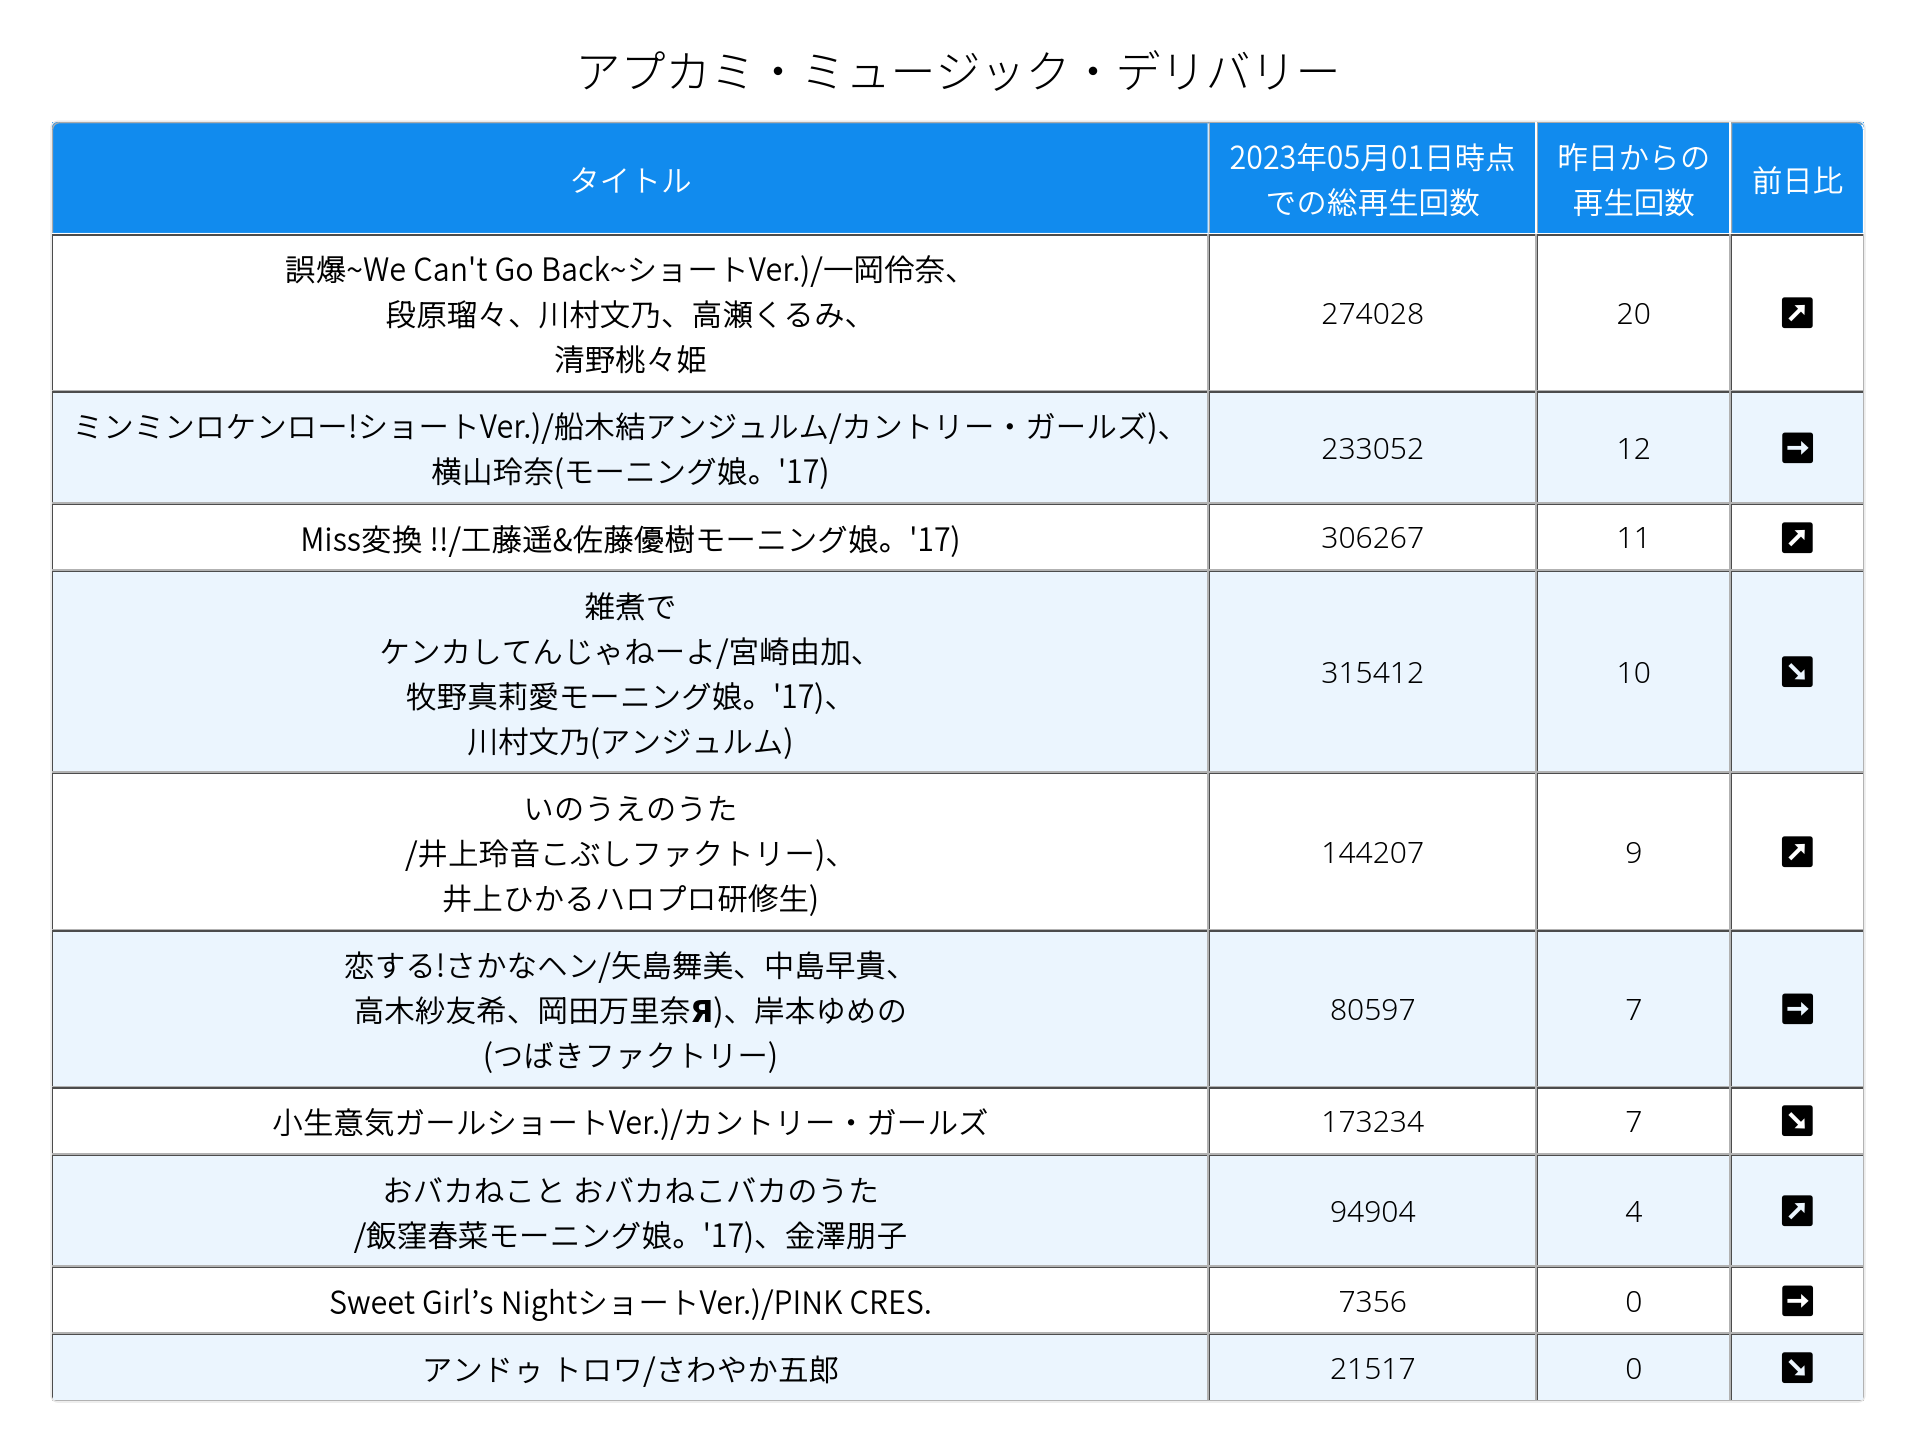 アプカミ・ミュージック・デリバリー
タイトル
2023年05月01日時点
での総再生回数
昨日からの
再生回数
前日比
誤爆~We Can't Go Back~ショートVer.)/一岡伶奈、
段原瑠々、川村文乃、高瀬くるみ、
清野桃々姫
274028
20
↗
ミンミンロケンロー!ショートVer.)/船木結アンジュルム/カントリー・ガールズ)、
横山玲奈(モーニング娘。'17)
233052
12
→
Miss変換 !!/工藤遥&佐藤優樹モーニング娘。'17)
306267
11
↗
雑煮で
ケンカしてんじゃねーよ/宮崎由加、
牧野真莉愛モーニング娘。'17)、
川村文乃(アンジュルム)
315412
10
↘
いのうえのうた
/井上玲音こぶしファクトリー)、
井上ひかるハロプロ研修生)
144207
9
↗
恋する!さかなヘン/矢島舞美、中島早貴、
高木紗友希、岡田万里奈Я)、岸本ゆめの
(つばきファクトリー)
80597
7
→
小生意気ガールショートVer.)/カントリー・ガールズ
173234
7
↘
おバカねこと おバカねこバカのうた
/飯窪春菜モーニング娘。'17)、金澤朋子
94904
4
↗
Sweet Girl’s NightショートVer.)/PINK CRES.
7356
0
→
アンドゥ トロワ/さわやか五郎
21517
0
↘